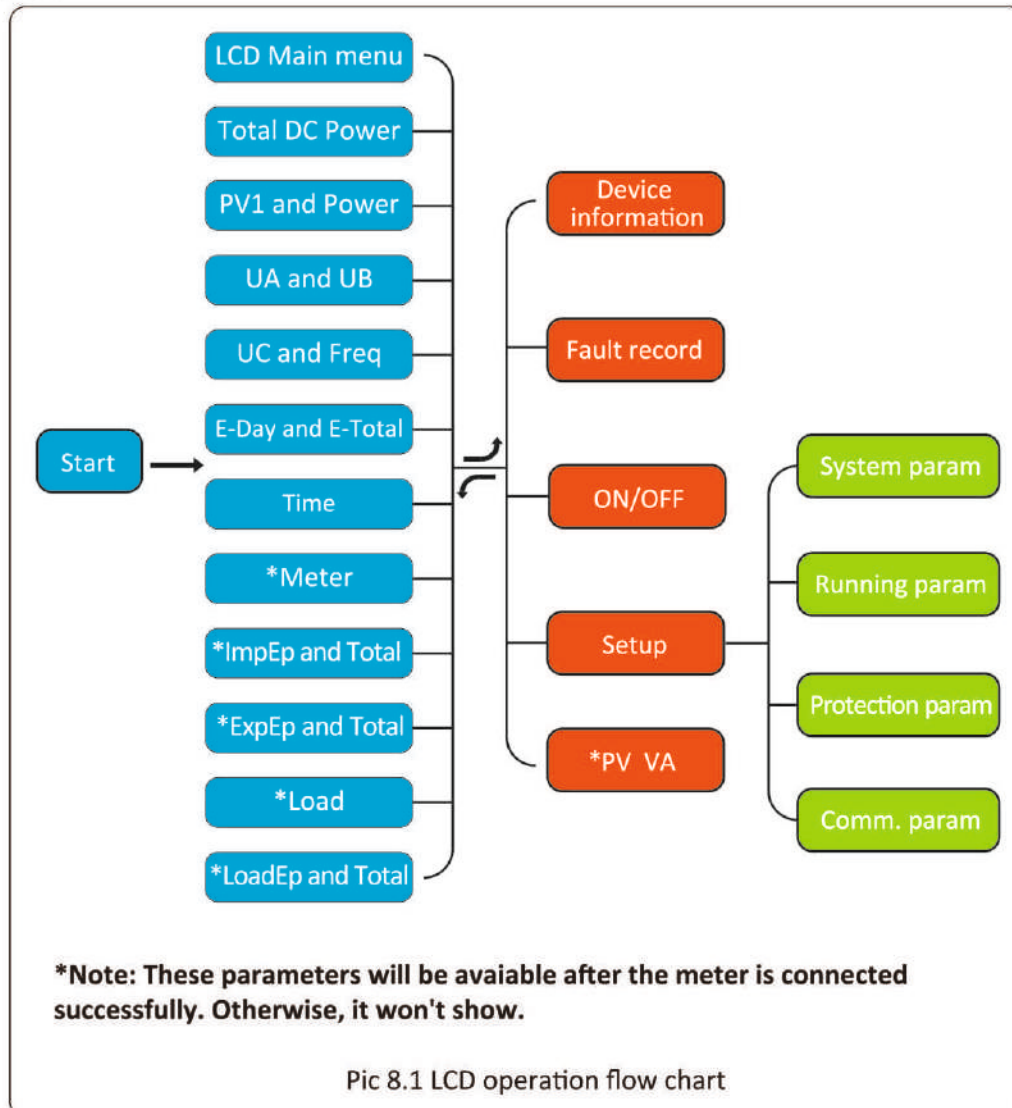 LCD Main menu
Total DC Power
PV1 and Power
UA and UB
UC and Freq
E-Day and E-Total
Start
Time
*Meter
*ImpEp and Total
*ExpEp and Total
*Load
*LoadEp and Total
Device
information
Fault record
ON/OFF
Setup
*PV VA
System param
Running param
Protection param
Comm. param
*Note: These parameters will be avaiable after the meter is connected
successfully. Otherwise, it won't show.
Pic 8.1 LCD operation flow chart